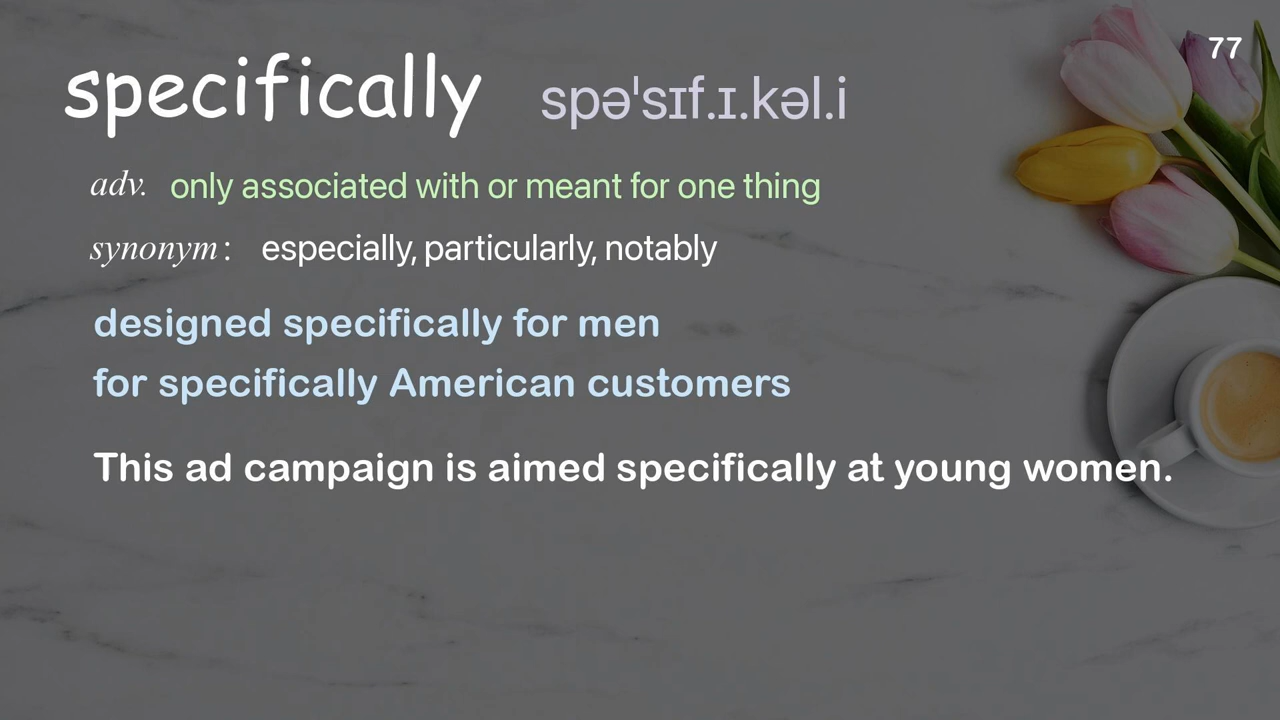 77
specifically spəˈsɪf.ɪ.kəl.i
adv. only associated with or meant for one thing
synonym: especially, particularly, notably
designed specifically for men
for specifically American customers
This ad campaign is aimed specifically at young women.